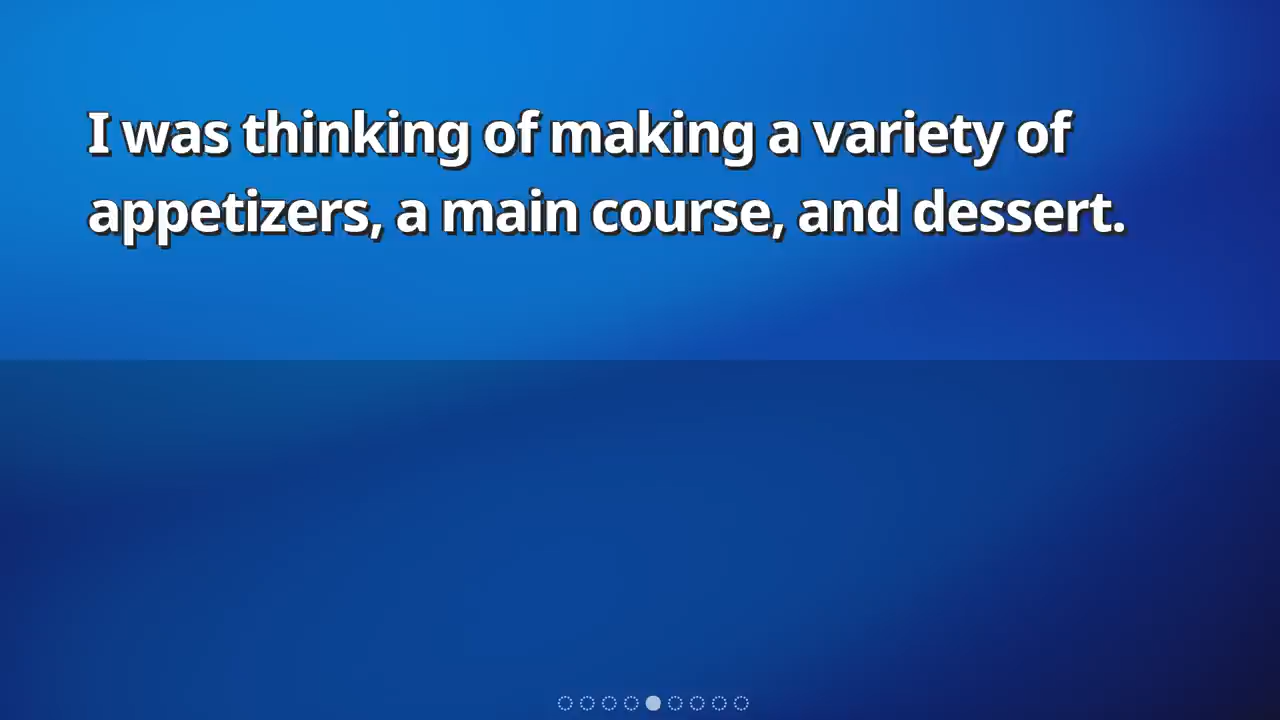 I was thinking of making a variety of
appetizers, a main course, and dessert.